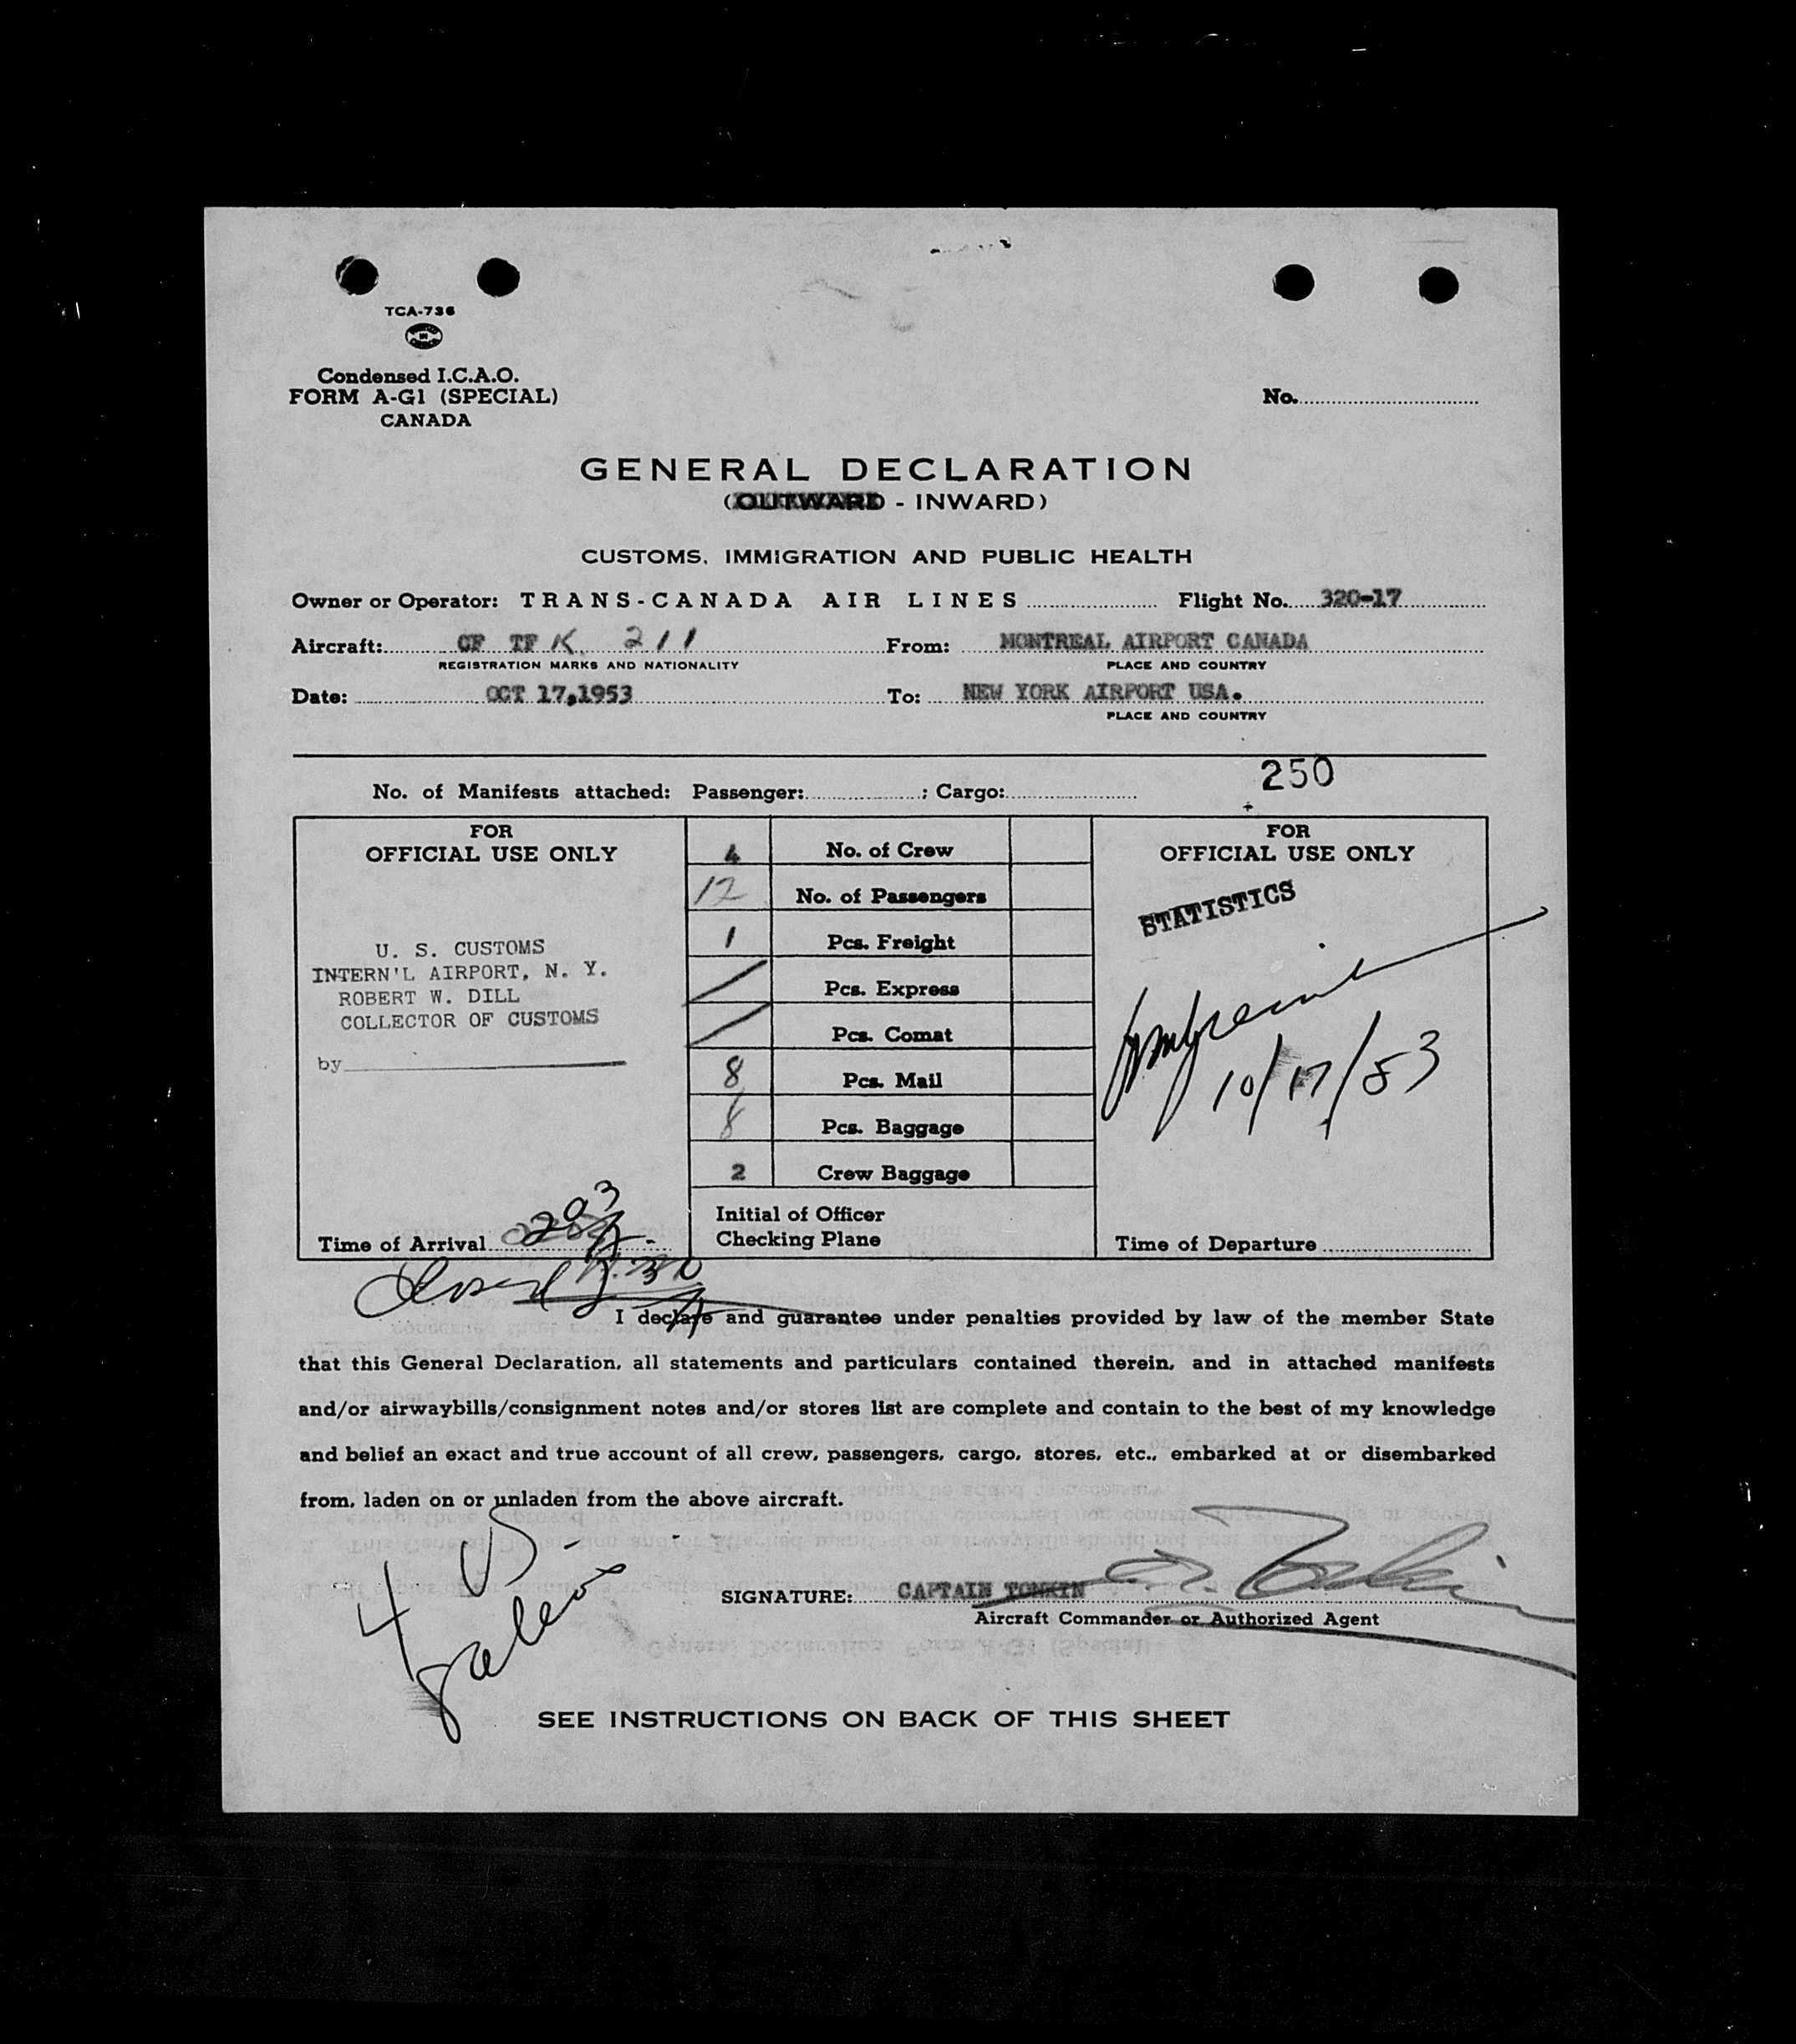 TCA-736
Condensed I.C.A.O.
FORM A-G1 (SPECIAL)
CANADA
No.
GENERAL DECLARATION
(OUTWARD - INWARD)
CUSTOMS, IMMIGRATION AND PUBLIC HEALTH
Owner or Operator: TRANS-CANADA AIR LINES Flight No. 320-17
Aircraft: CF TF K 211 From: MONTREAL AIRPORT CANADA
REGISTRATION MARKS AND NATIONALITY PLACE AND COUNTRY
Date: OCT 17,1953 To: NEW YORK AIRPORT USA.
PLACE AND COUNTRY
250
No. of Manifests attached: Passenger: ; Cargo:
FOR
OFFICIAL USE ONLY
U. S. CUSTOMS
INTERN'L AIRPORT, N. Y.
ROBERT W. DILL
COLLECTOR OF CUSTOMS
by
Time of Arrival
4 No. of Crew
12 No. of Passengers
1 Pcs. Freight
Pcs. Express
Pcs. Comat
8 Pcs. Mail
8 Pcs. Baggage
2 Crew Baggage
Initial of Officer
Checking Plane
FOR
OFFICIAL USE ONLY
STATISTICS
10/17/53
Time of Departure
I declare and guarantee under penalties provided by law of the member State
that this General Declaration, all statements and particulars contained therein, and in attached manifests
and/or airwaybills/consignment notes and/or stores list are complete and contain to the best of my knowledge
and belief an exact and true account of all crew, passengers, cargo, stores, etc., embarked at or disembarked
from, laden on or unladen from the above aircraft.
4 US
SIGNATURE: CAPTAIN TONKIN
Aircraft Commander or Authorized Agent
SEE INSTRUCTIONS ON BACK OF THIS SHEET